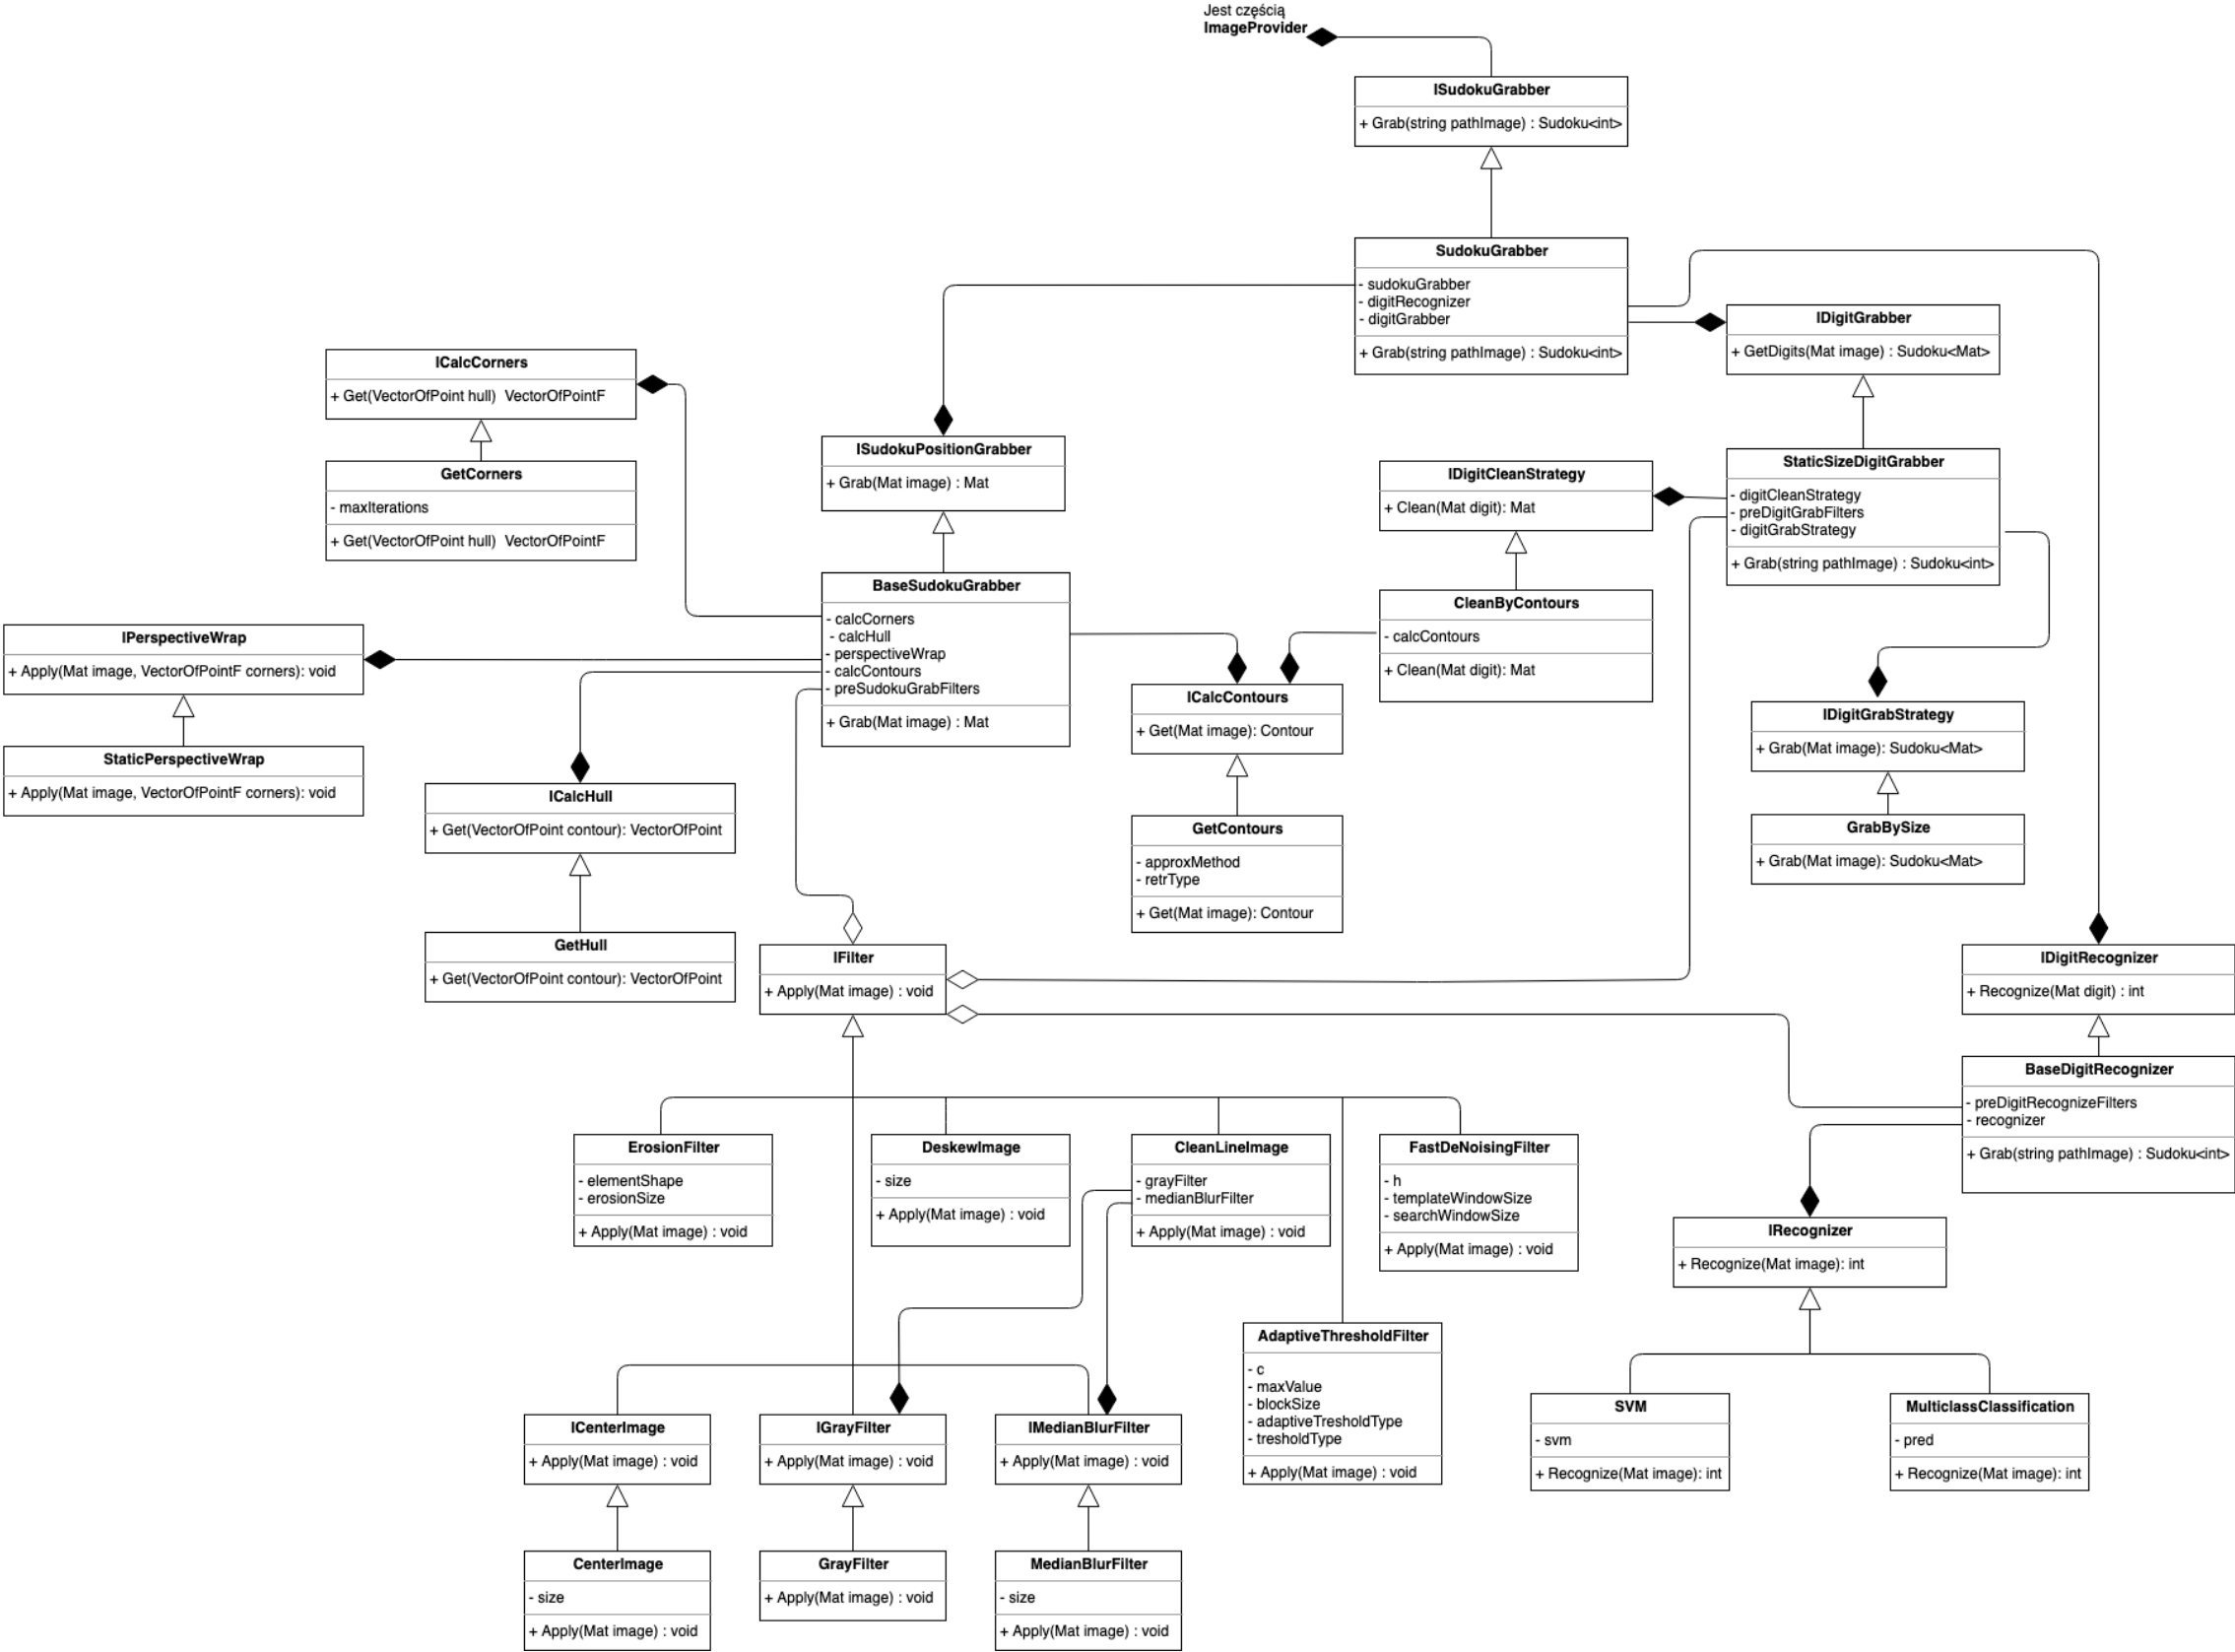 Jest częścią
ImageProvider
ISudokuGrabber
+ Grab(string pathImage) : Sudoku<int>
SudokuGrabber
- sudokuGrabber
- digitRecognizer
- digitGrabber
+ Grab(string pathImage) : Sudoku<int>
IDigitGrabber
+ GetDigits(Mat image) : Sudoku<Mat>
ICalcCorners
+ Get(VectorOfPoint hull)  VectorOfPointF
GetCorners
- maxIterations
+ Get(VectorOfPoint hull)  VectorOfPointF
ISudokuPositionGrabber
+ Grab(Mat image) : Mat
IDigitCleanStrategy
+ Clean(Mat digit): Mat
StaticSizeDigitGrabber
- digitCleanStrategy
- preDigitGrabFilters
- digitGrabStrategy
+ Grab(string pathImage) : Sudoku<int>
BaseSudokuGrabber
- calcCorners
- calcHull
- perspectiveWrap
- calcContours
- preSudokuGrabFilters
+ Grab(Mat image) : Mat
CleanByContours
- calcContours
+ Clean(Mat digit): Mat
IPerspectiveWrap
+ Apply(Mat image, VectorOfPointF corners): void
StaticPerspectiveWrap
+ Apply(Mat image, VectorOfPointF corners): void
ICalcContours
+ Get(Mat image): Contour
IDigitGrabStrategy
+ Grab(Mat image): Sudoku<Mat>
ICalcHull
+ Get(VectorOfPoint contour): VectorOfPoint
GetContours
- approxMethod
- retrType
+ Get(Mat image): Contour
GrabBySize
+ Grab(Mat image): Sudoku<Mat>
GetHull
+ Get(VectorOfPoint contour): VectorOfPoint
IFilter
+ Apply(Mat image) : void
IDigitRecognizer
+ Recognize(Mat digit) : int
BaseDigitRecognizer
- preDigitRecognizeFilters
- recognizer
+ Grab(string pathImage) : Sudoku<int>
ErosionFilter
- elementShape
- erosionSize
+ Apply(Mat image) : void
DeskewImage
- size
+ Apply(Mat image) : void
CleanLineImage
- grayFilter
- medianBlurFilter
+ Apply(Mat image) : void
FastDeNoisingFilter
- h
- templateWindowSize
- searchWindowSize
+ Apply(Mat image) : void
IRecognizer
+ Recognize(Mat image): int
AdaptiveThresholdFilter
- c
- maxValue
- blockSize
- adaptiveTresholdType
- tresholdType
+ Apply(Mat image) : void
SVM
- svm
+ Recognize(Mat image): int
MulticlassClassification
- pred
+ Recognize(Mat image): int
ICenterImage
+ Apply(Mat image) : void
IGrayFilter
+ Apply(Mat image) : void
IMedianBlurFilter
+ Apply(Mat image) : void
CenterImage
- size
+ Apply(Mat image) : void
GrayFilter
+ Apply(Mat image) : void
MedianBlurFilter
- size
+ Apply(Mat image) : void